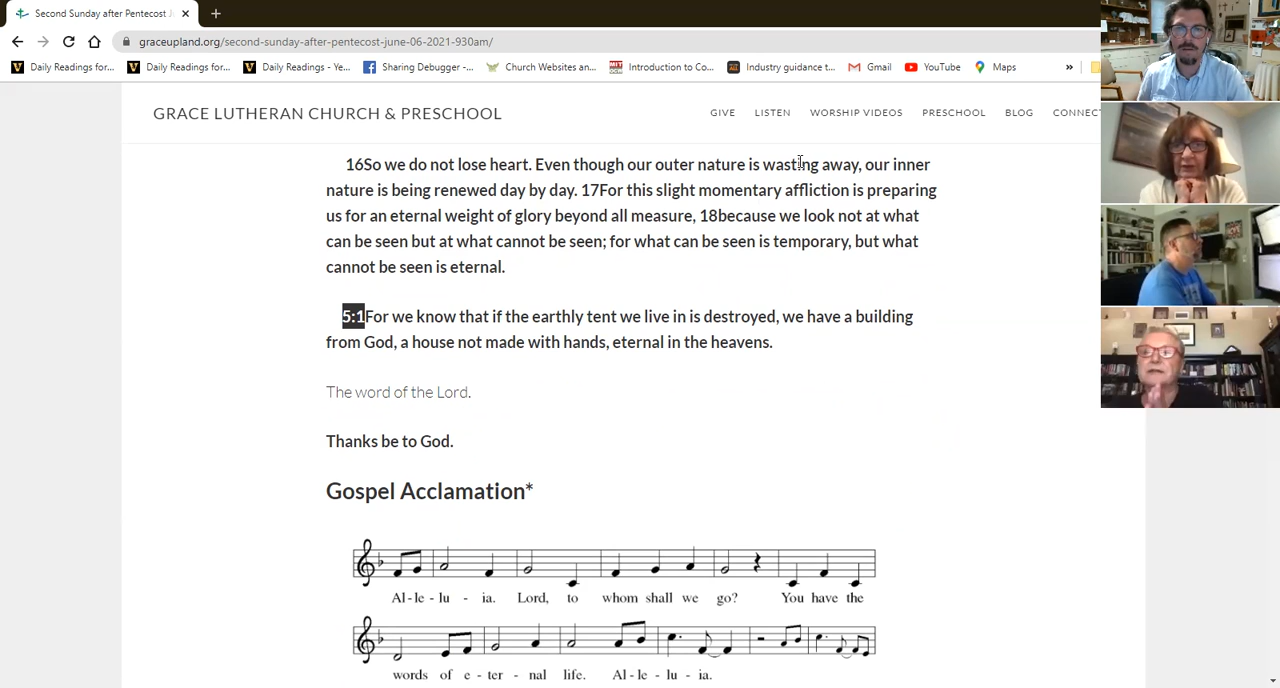 Second Sunday after Pentecost J
graceupland.org/second-sunday-after-pentecost-june-06-2021-930am/
Daily Readings for... Daily Readings for... Daily Readings - Ye... Sharing Debugger -... Church Websites an... Introduction to Co... Industry guidance t... Gmail YouTube Maps »
GRACE LUTHERAN CHURCH & PRESCHOOL GIVE LISTEN WORSHIP VIDEOS PRESCHOOL BLOG CONNECT
16So we do not lose heart. Even though our outer nature is wasting away, our inner
nature is being renewed day by day. 17For this slight momentary affliction is preparing
us for an eternal weight of glory beyond all measure, 18because we look not at what
can be seen but at what cannot be seen; for what can be seen is temporary, but what
cannot be seen is eternal.
5:1For we know that if the earthly tent we live in is destroyed, we have a building
from God, a house not made with hands, eternal in the heavens.
The word of the Lord.
Thanks be to God.
Gospel Acclamation*
Al - le - lu - ia. Lord, to whom shall we go? You have the
words of e - ter - nal life. Al - le - lu - ia.